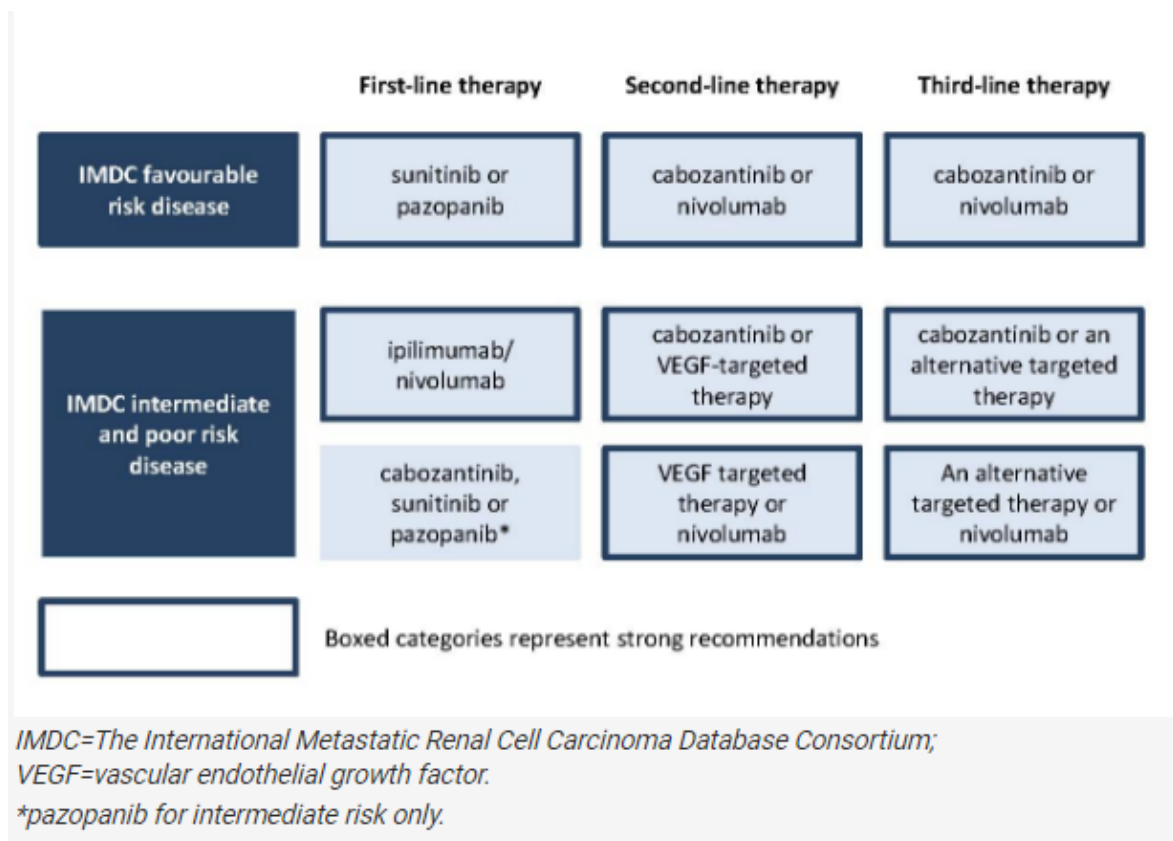 First-line therapy
Second-line therapy
Third-line therapy
IMDC favourable
risk disease
sunitinib or
pazopanib
cabozantinib or
nivolumab
cabozantinib or
nivolumab
IMDC intermediate
and poor risk
disease
ipilimumab/
nivolumab
cabozantinib or
VEGF-targeted
therapy
cabozantinib or an
alternative targeted
therapy
cabozantinib,
sunitinib or
pazopanib*
VEGF targeted
therapy or
nivolumab
An alternative
targeted therapy or
nivolumab
Boxed categories represent strong recommendations
IMDC=The International Metastatic Renal Cell Carcinoma Database Consortium;
VEGF=vascular endothelial growth factor.
*pazopanib for intermediate risk only.